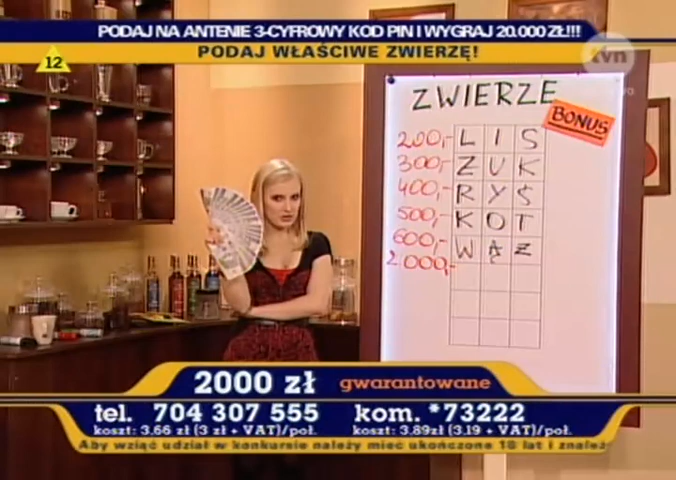 PODAJ NA ANTENIE 3-CYFROWY KOD PIN I WYGRAJ 20.000 ZŁ!!!
PODAJ WŁAŚCIWE ZWIERZĘ!
12
tvn
ZWIERZE
BONUS
200,- L I S
300,- Z U K
400,- R Y Ś
500,- K O T
600,- W Ą Ż
2000,-
2000 zł gwarantowane
tel. 704 307 555 kom. *73222
koszt: 3.66 zł (3 zł + VAT)/poł. koszt: 3.89zł (3.19 + VAT)/poł.
Aby wziąć udział w konkursie należy mieć ukończone 18 lat i znaleź